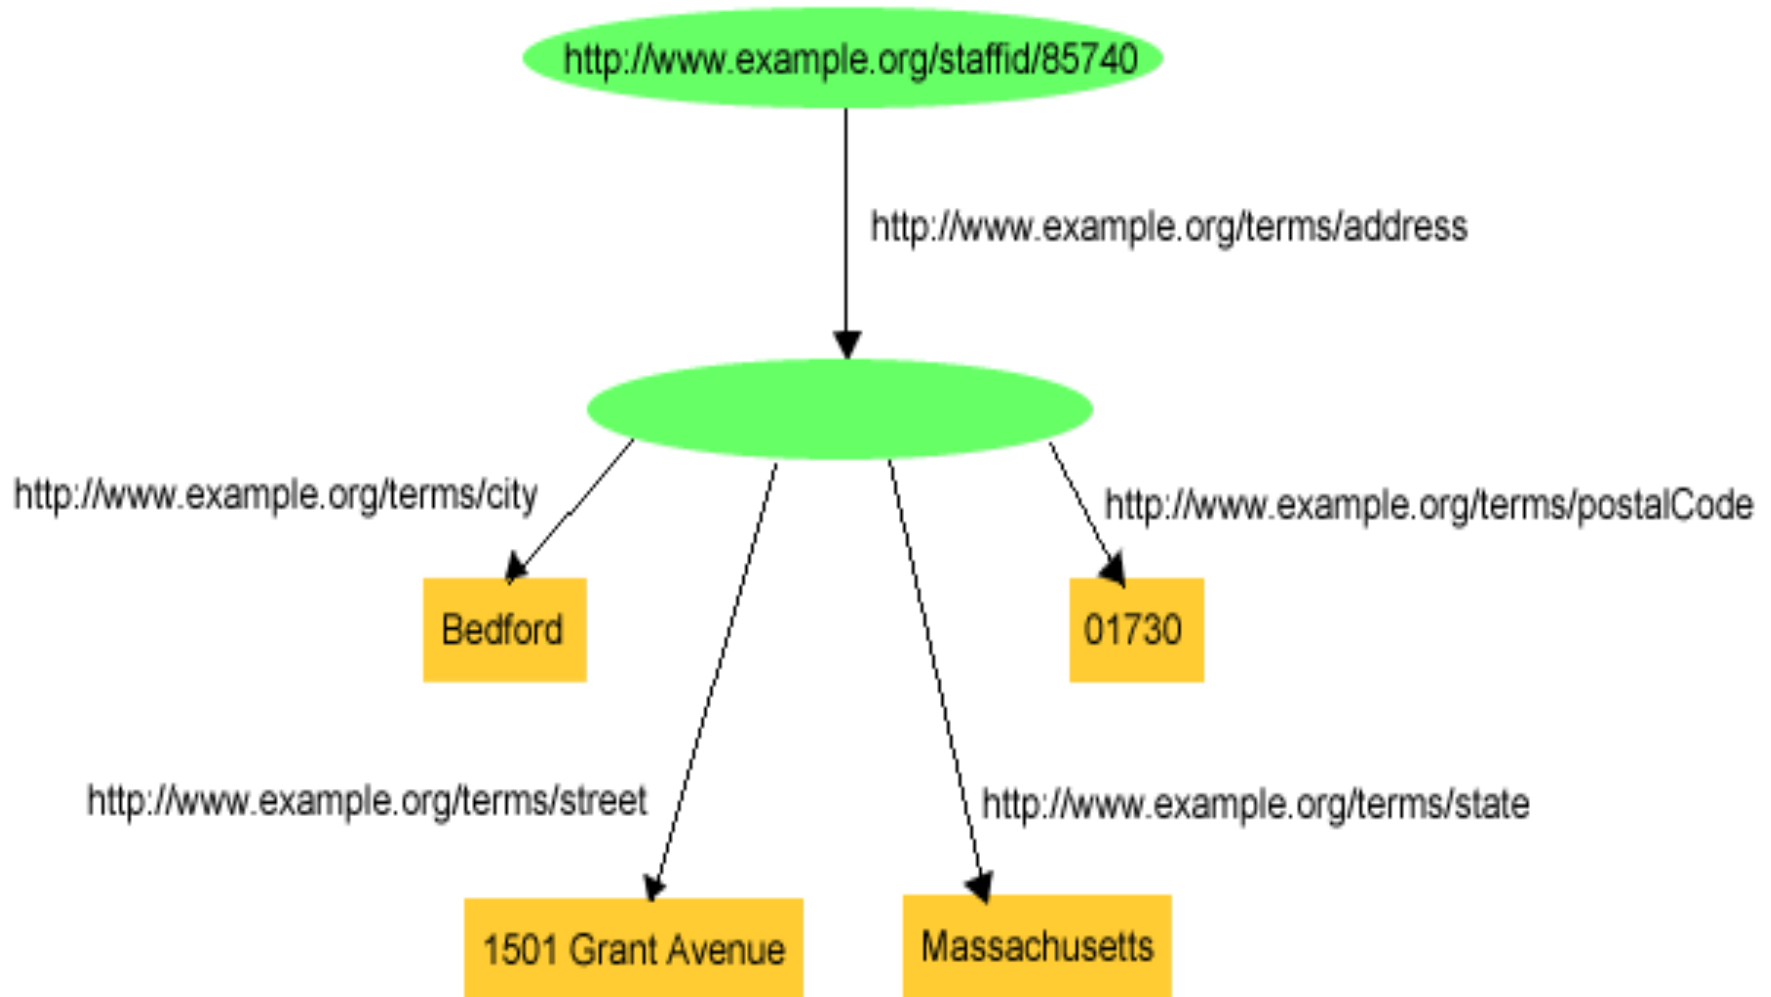 http://www.example.org/staffid/85740
http://www.example.org/terms/address
http://www.example.org/terms/city
http://www.example.org/terms/postalCode
Bedford
01730
http://www.example.org/terms/street
http://www.example.org/terms/state
1501 Grant Avenue
Massachusetts